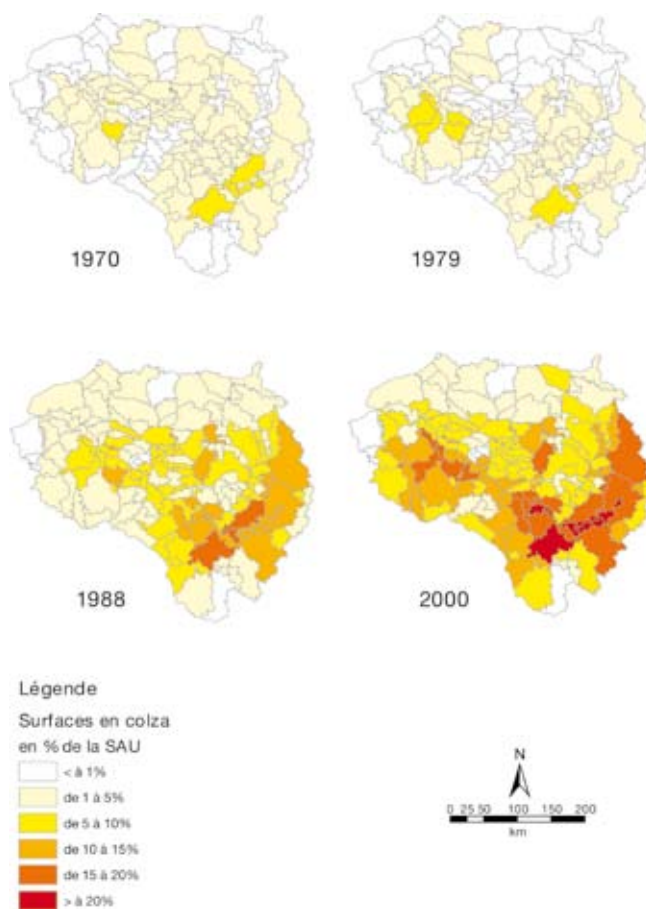 1970
1979
1988
2000
Légende
Surfaces en colza
en % de la SAU
< à 1%
de 1 à 5%
de 5 à 10%
de 10 à 15%
de 15 à 20%
> à 20%
N
0 25 50 100 150 200
km